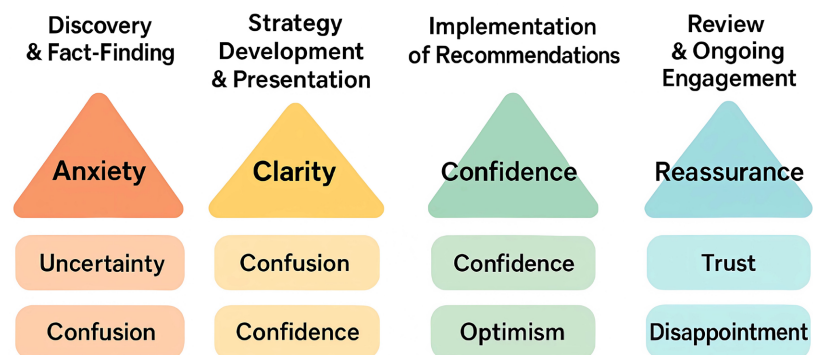 Discovery
& Fact-Finding
Strategy
Development
& Presentation
Implementation
of Recommendations
Review
& Ongoing
Engagement
Anxiety
Clarity
Confidence
Reassurance
Uncertainty
Confusion
Confidence
Trust
Confusion
Confidence
Optimism
Disappointment